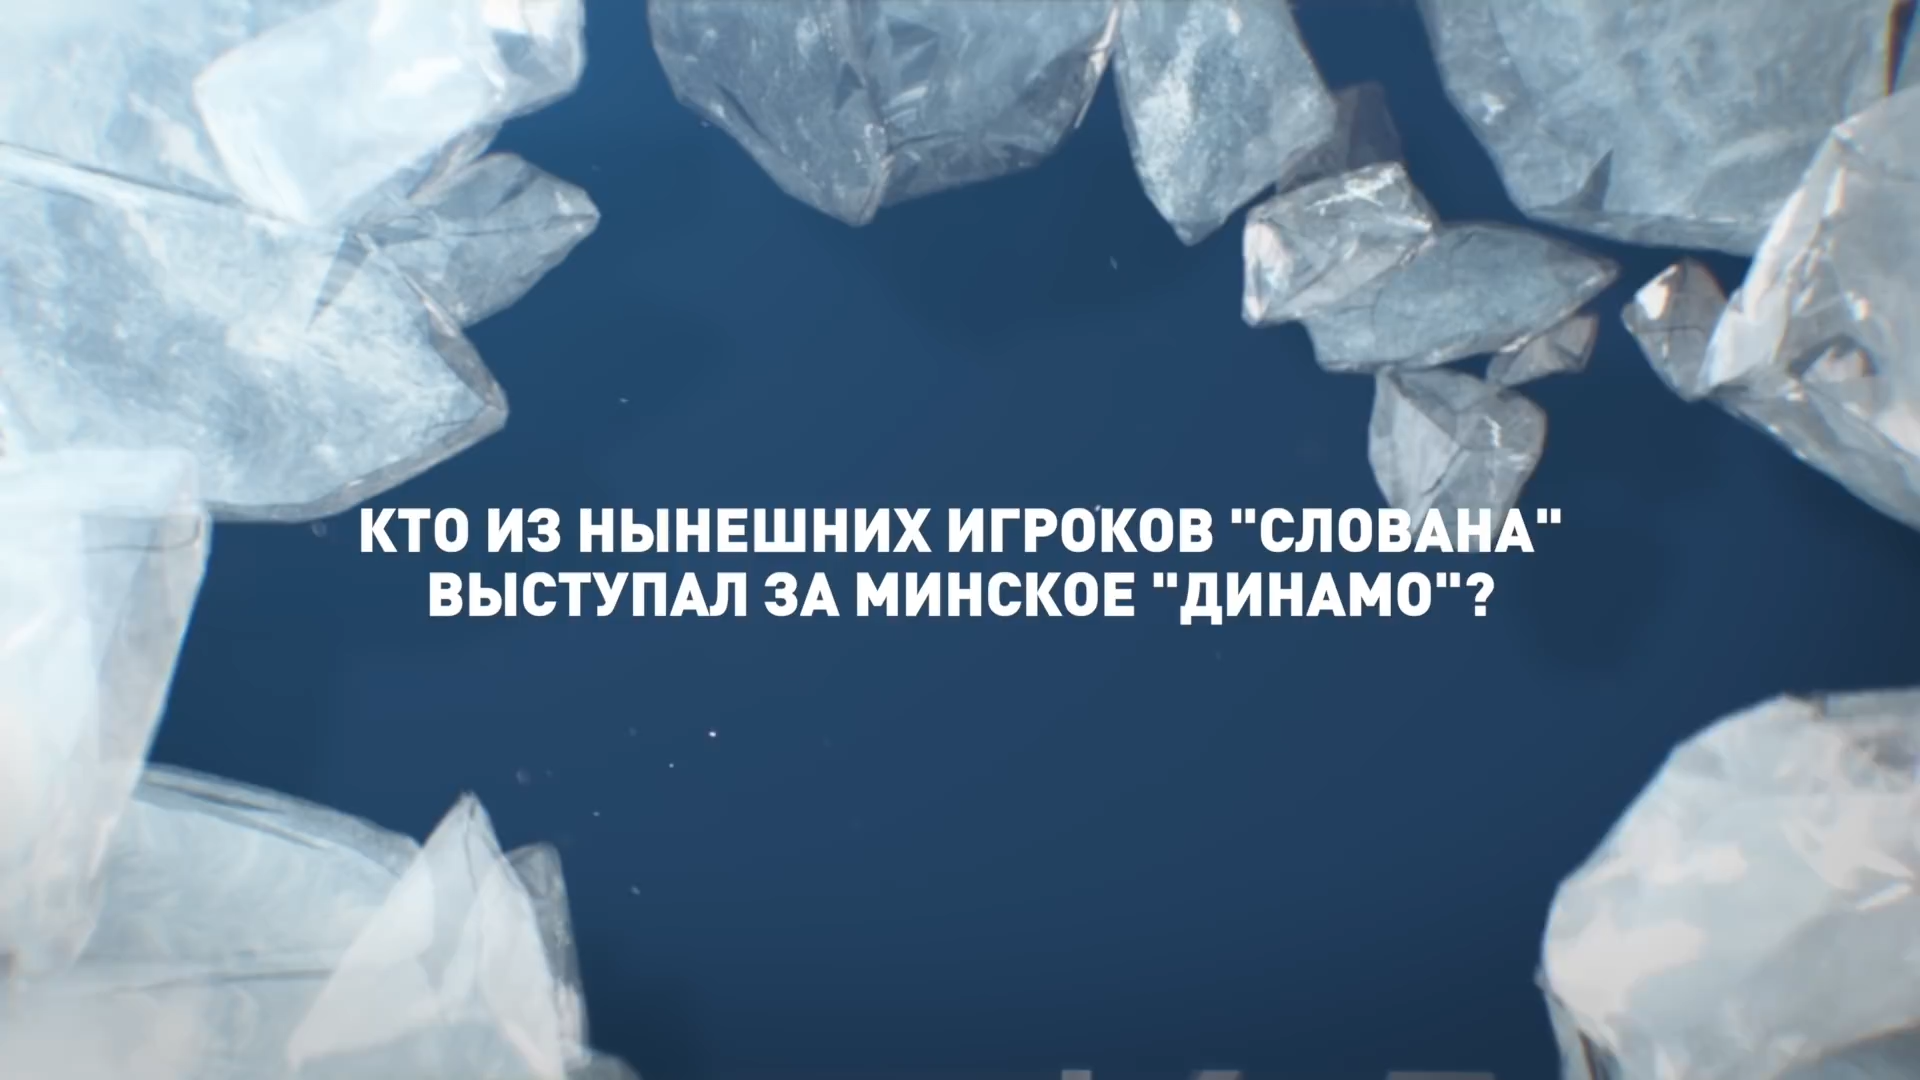 КТО ИЗ НЫНЕШНИХ ИГРОКОВ "СЛОВАНА"
ВЫСТУПАЛ ЗА МИНСКОЕ "ДИНАМО"?